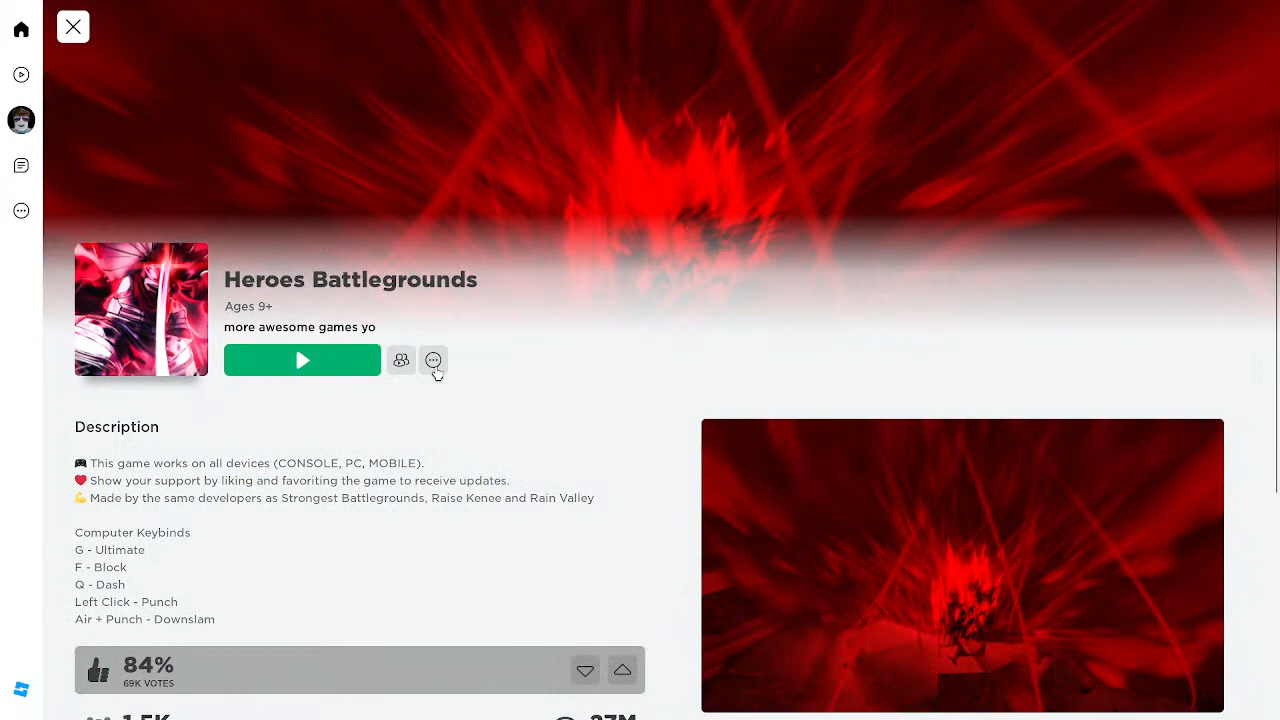 Heroes Battlegrounds
Ages 9+
more awesome games yo
Description
🎮 This game works on all devices (CONSOLE, PC, MOBILE).
❤️ Show your support by liking and favoriting the game to receive updates.
💪 Made by the same developers as Strongest Battlegrounds, Raise Kenee and Rain Valley
Computer Keybinds
G - Ultimate
F - Block
Q - Dash
Left Click - Punch
Air + Punch - Downslam
84%
69K VOTES
1.5K
27M